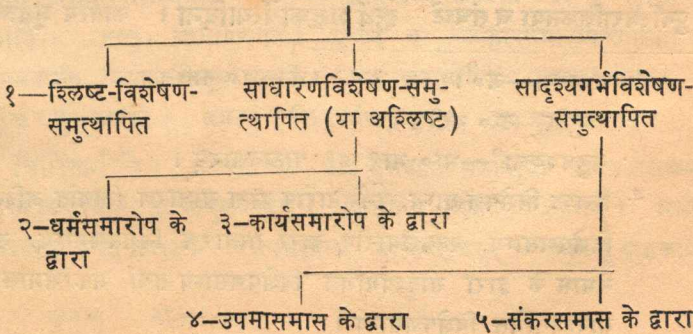 १—श्लिष्ट-विशेषण-
समुत्थापित
साधारणविशेषण-समु-
त्थापित (या अश्लिष्ट)
सादृश्यगर्भविशेषण-
समुत्थापित
२–धर्मसमारोप के
द्वारा
३–कार्यसमारोप के द्वारा
४–उपमासमास के द्वारा
५–संकरसमास के द्वारा